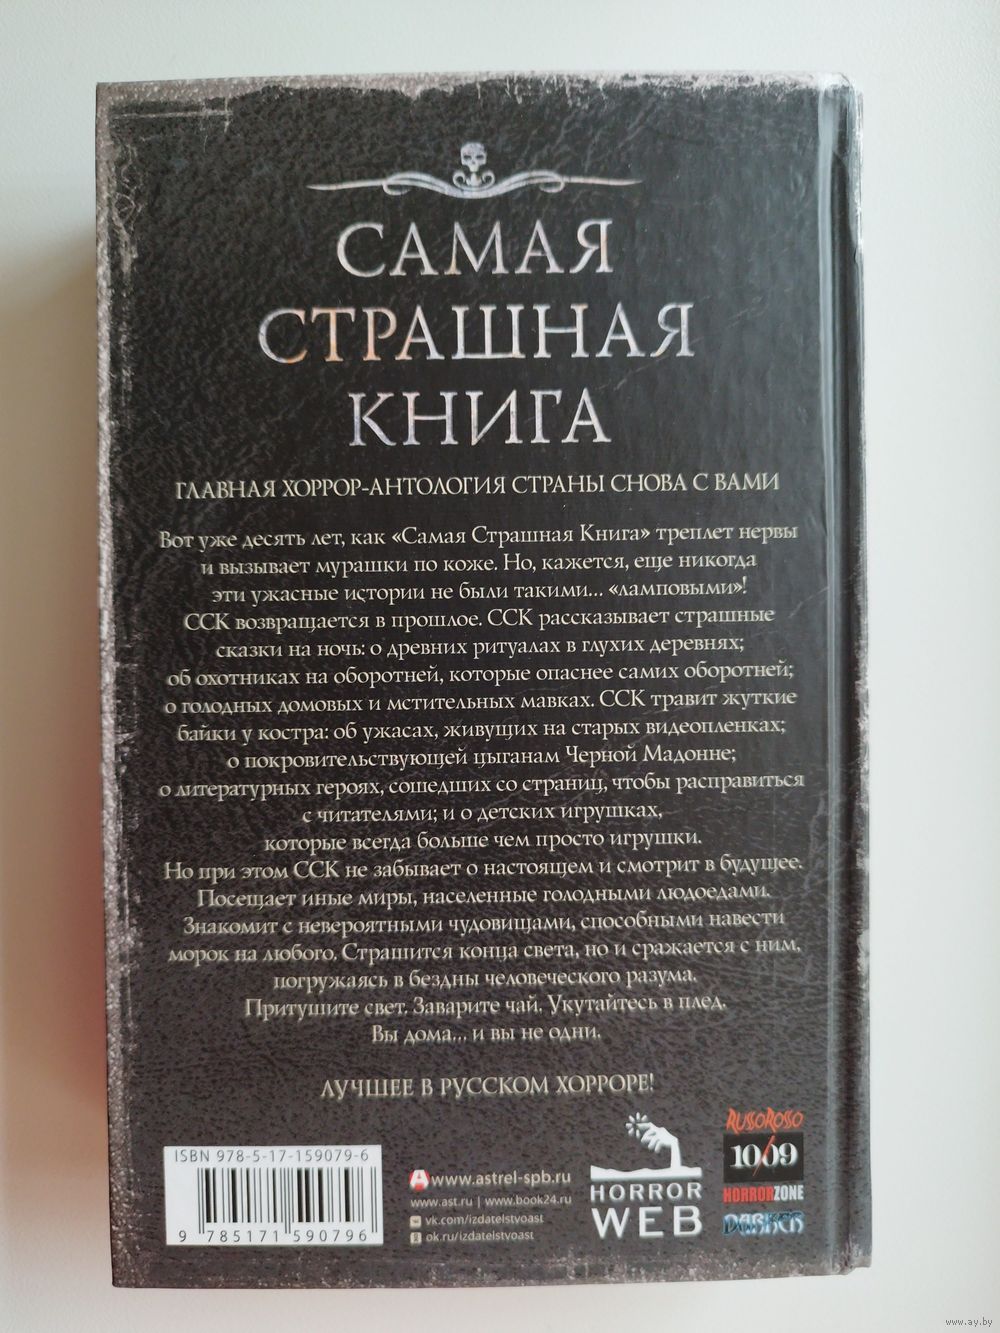 САМАЯ
СТРАШНАЯ
КНИГА
ГЛАВНАЯ ХОРРОР-АНТОЛОГИЯ СТРАНЫ СНОВА С ВАМИ
Вот уже десять лет, как «Самая Страшная Книга» треплет нервы
и вызывает мурашки по коже. Но, кажется, еще никогда
эти ужасные истории не были такими... «ламповыми»!
ССК возвращается в прошлое. ССК рассказывает страшные
сказки на ночь: о древних ритуалах в глухих деревнях;
об охотниках на оборотней, которые опаснее самих оборотней;
о голодных домовых и мстительных мавках. ССК травит жуткие
байки у костра: об ужасах, живущих на старых видеопленках;
о покровительствующей цыганам Черной Мадонне;
о литературных героях, сошедших со страниц, чтобы расправиться
с читателями; и о детских игрушках,
которые всегда больше чем просто игрушки.
Но при этом ССК не забывает о настоящем и смотрит в будущее.
Посещает иные миры, населенные голодными людоедами.
Знакомит с невероятными чудовищами, способными навести
морок на любого. Страшится конца света, но и сражается с ним,
погружаясь в бездны человеческого разума.
Притушите свет. Заварите чай. Укутайтесь в плед.
Вы дома... и вы не одни.
ЛУЧШЕЕ В РУССКОМ ХОРРОРЕ!
ISBN 978-5-17-159079-6
9 785171 590796
www.astrel-spb.ru
www.ast.ru | www.book24.ru
vk.com/izdatelstvoast
ok.ru/izdatelstvoast
HORROR
WEB
RUSSOROSSO
10/09
HORRORZONE
DARKER
www.ay.by